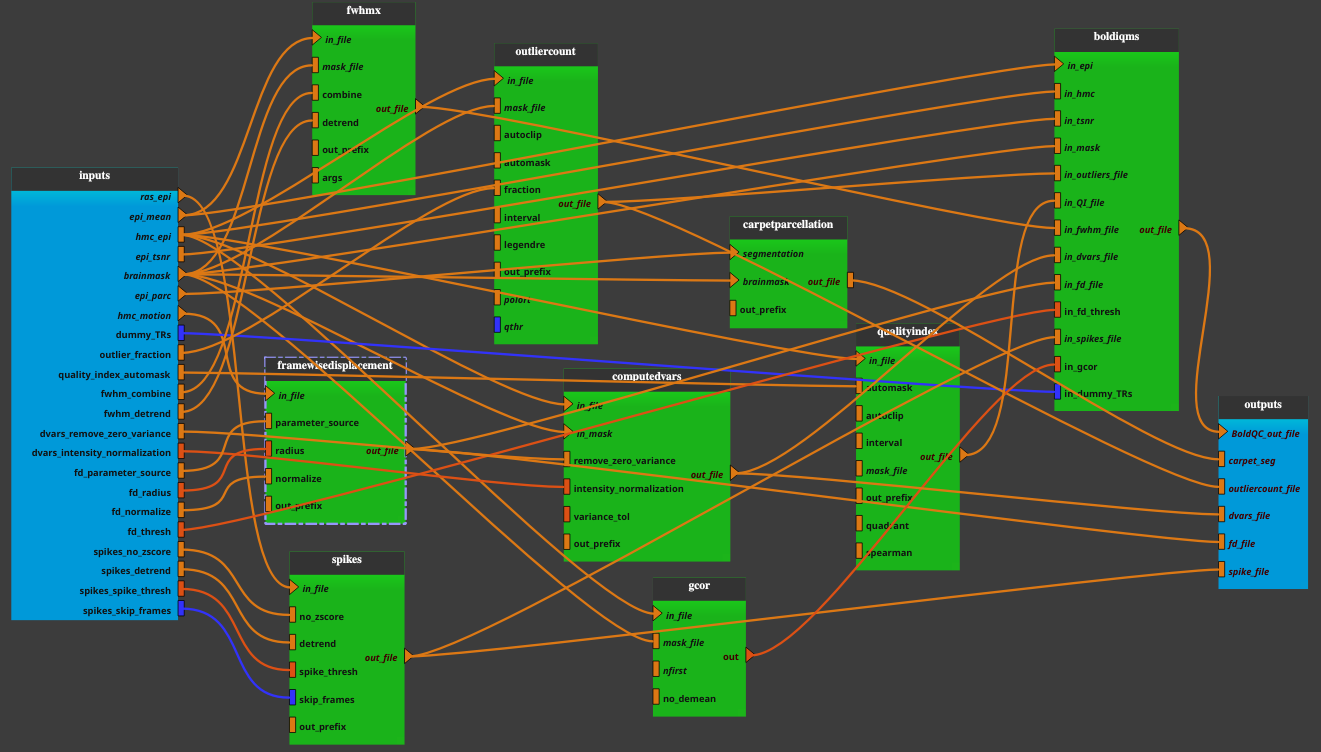 inputs
ras_epi
epi_mean
hmc_epi
epi_tsnr
brainmask
epi_parc
hmc_motion
dummy_TRs
outlier_fraction
quality_index_automask
fwhm_combine
fwhm_detrend
dvars_remove_zero_variance
dvars_intensity_normalization
fd_parameter_source
fd_radius
fd_normalize
fd_thresh
spikes_no_zscore
spikes_detrend
spikes_spike_thresh
spikes_skip_frames
fwhmx
in_file
mask_file
combine
out_file
detrend
out_prefix
args
framewisedisplacement
in_file
parameter_source
radius
out_file
normalize
out_prefix
spikes
in_file
no_zscore
detrend
out_file
spike_thresh
skip_frames
out_prefix
outliercount
in_file
mask_file
autoclip
automask
fraction
out_file
interval
legendre
out_prefix
polort
qthr
computedvars
in_file
in_mask
remove_zero_variance
out_file
intensity_normalization
variance_tol
out_prefix
gcor
in_file
mask_file
out
nfirst
no_demean
carpetparcellation
segmentation
brainmask
out_file
out_prefix
qualityindex
in_file
automask
autoclip
interval
out_file
mask_file
out_prefix
quadrant
spearman
boldiqms
in_epi
in_hmc
in_tsnr
in_mask
in_outliers_file
in_QI_file
in_fwhm_file
out_file
in_dvars_file
in_fd_file
in_fd_thresh
in_spikes_file
in_gcor
in_dummy_TRs
outputs
BoldQC_out_file
carpet_seg
outliercount_file
dvars_file
fd_file
spike_file